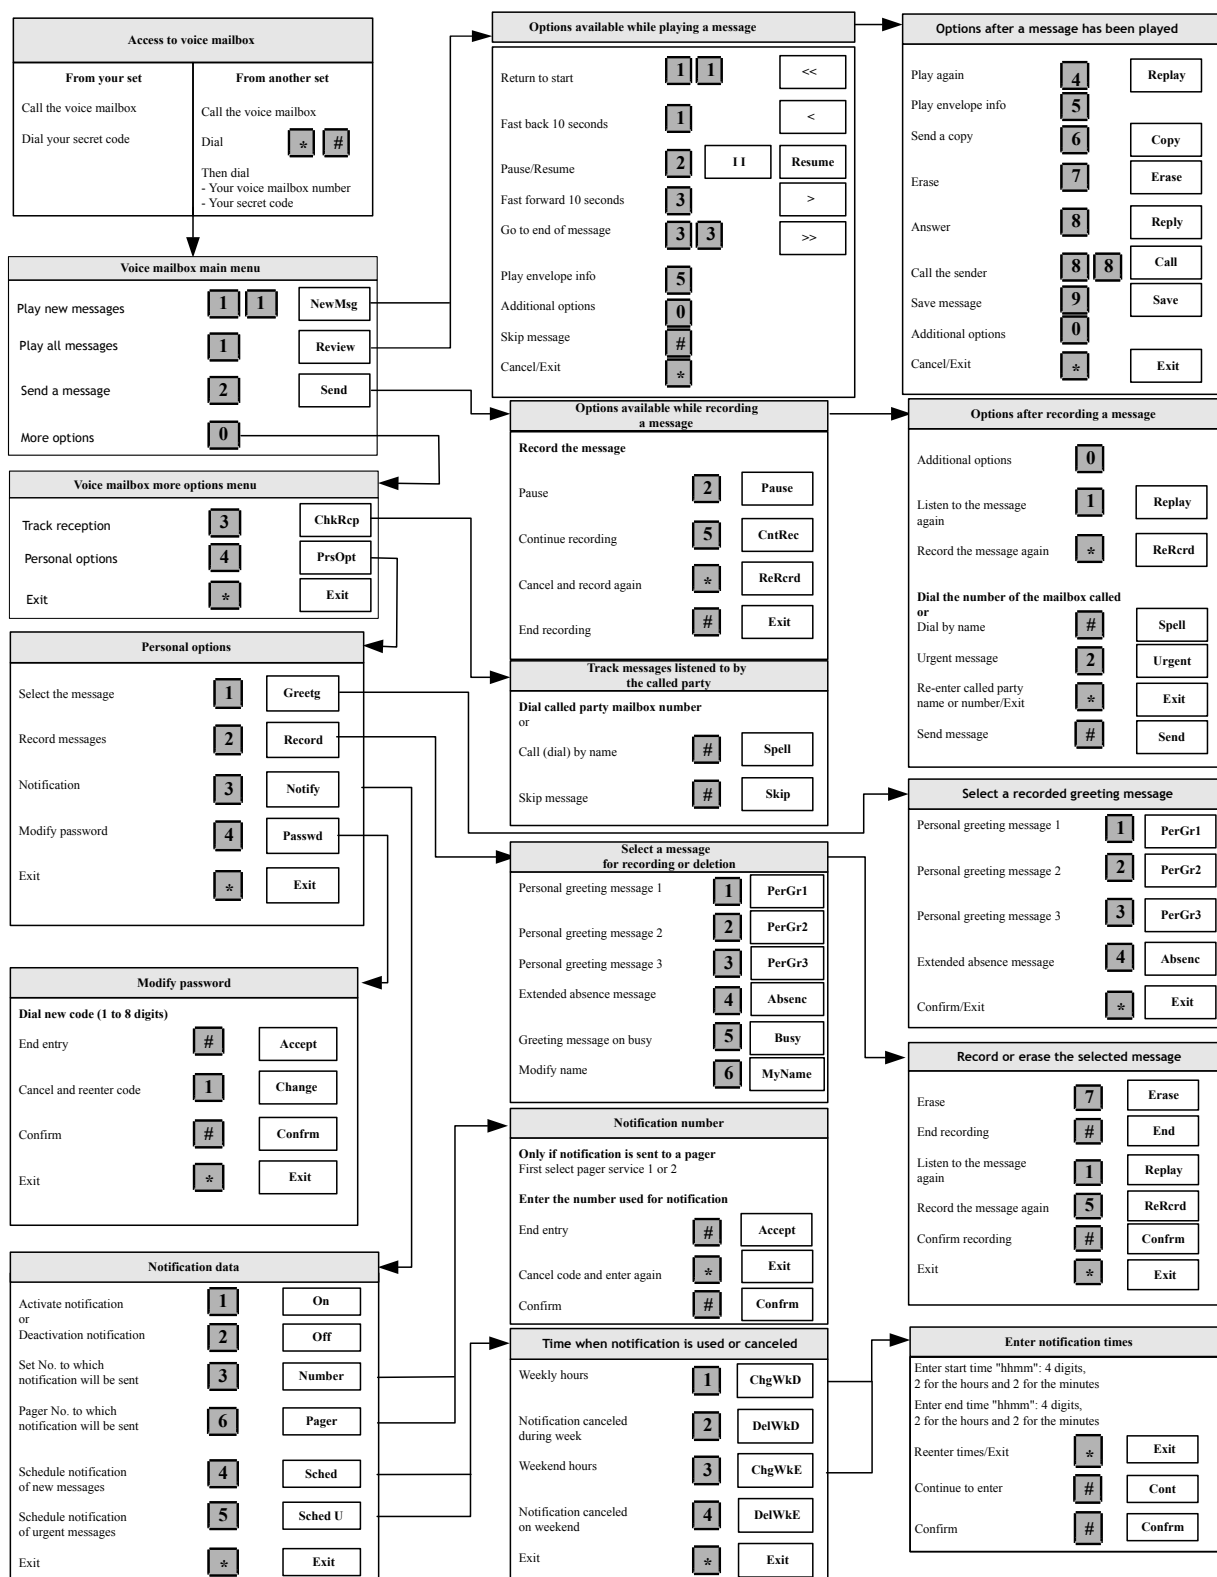 Access to voice mailbox
From your set
Call the voice mailbox
Dial your secret code
From another set
Call the voice mailbox
Dial * #
Then dial
- Your voice mailbox number
- Your secret code
Voice mailbox main menu
Play new messages 1 1 NewMsg
Play all messages 1 Review
Send a message 2 Send
More options 0
Voice mailbox more options menu
Track reception 3 ChkRcp
Personal options 4 PrsOpt
Exit * Exit
Personal options
Select the message 1 Greetg
Record messages 2 Record
Notification 3 Notify
Modify password 4 Passwd
Exit * Exit
Modify password
Dial new code (1 to 8 digits)
End entry # Accept
Cancel and reenter code 1 Change
Confirm # Confrm
Exit * Exit
Notification data
Activate notification 1 On
or
Deactivation notification 2 Off
Set No. to which
notification will be sent 3 Number
Pager No. to which
notification will be sent 6 Pager
Schedule notification
of new messages 4 Sched
Schedule notification
of urgent messages 5 Sched U
Exit * Exit
Options available while playing a message
Return to start 1 1 <<
Fast back 10 seconds 1 <
Pause/Resume 2 I I Resume
Fast forward 10 seconds 3 >
Go to end of message 3 3 >>
Play envelope info 5
Additional options 0
Skip message #
Cancel/Exit *
Options available while recording
a message
Record the message
Pause 2 Pause
Continue recording 5 CntRec
Cancel and record again * ReRcrd
End recording # Exit
Track messages listened to by
the called party
Dial called party mailbox number
or
Call (dial) by name # Spell
Skip message # Skip
Select a message
for recording or deletion
Personal greeting message 1 1 PerGr1
Personal greeting message 2 2 PerGr2
Personal greeting message 3 3 PerGr3
Extended absence message 4 Absenc
Greeting message on busy 5 Busy
Modify name 6 MyName
Notification number
Only if notification is sent to a pager
First select pager service 1 or 2
Enter the number used for notification
End entry # Accept
Cancel code and enter again * Exit
Confirm # Confrm
Time when notification is used or canceled
Weekly hours 1 ChgWkD
Notification canceled
during week 2 DelWkD
Weekend hours 3 ChgWkE
Notification canceled
on weekend 4 DelWkE
Exit * Exit
Options after a message has been played
Play again 4 Replay
Play envelope info 5
Send a copy 6 Copy
Erase 7 Erase
Answer 8 Reply
Call the sender 8 8 Call
Save message 9 Save
Additional options 0
Cancel/Exit * Exit
Options after recording a message
Additional options 0
Listen to the message
again 1 Replay
Record the message again * ReRcrd
Dial the number of the mailbox called
or
Dial by name # Spell
Urgent message 2 Urgent
Re-enter called party
name or number/Exit * Exit
Send message # Send
Select a recorded greeting message
Personal greeting message 1 1 PerGr1
Personal greeting message 2 2 PerGr2
Personal greeting message 3 3 PerGr3
Extended absence message 4 Absenc
Confirm/Exit * Exit
Record or erase the selected message
Erase 7 Erase
End recording # End
Listen to the message
again 1 Replay
Record the message again 5 ReRcrd
Confirm recording # Confrm
Exit * Exit
Enter notification times
Enter start time "hhmm": 4 digits,
2 for the hours and 2 for the minutes
Enter end time "hhmm": 4 digits,
2 for the hours and 2 for the minutes
Reenter times/Exit * Exit
Continue to enter # Cont
Confirm # Confrm